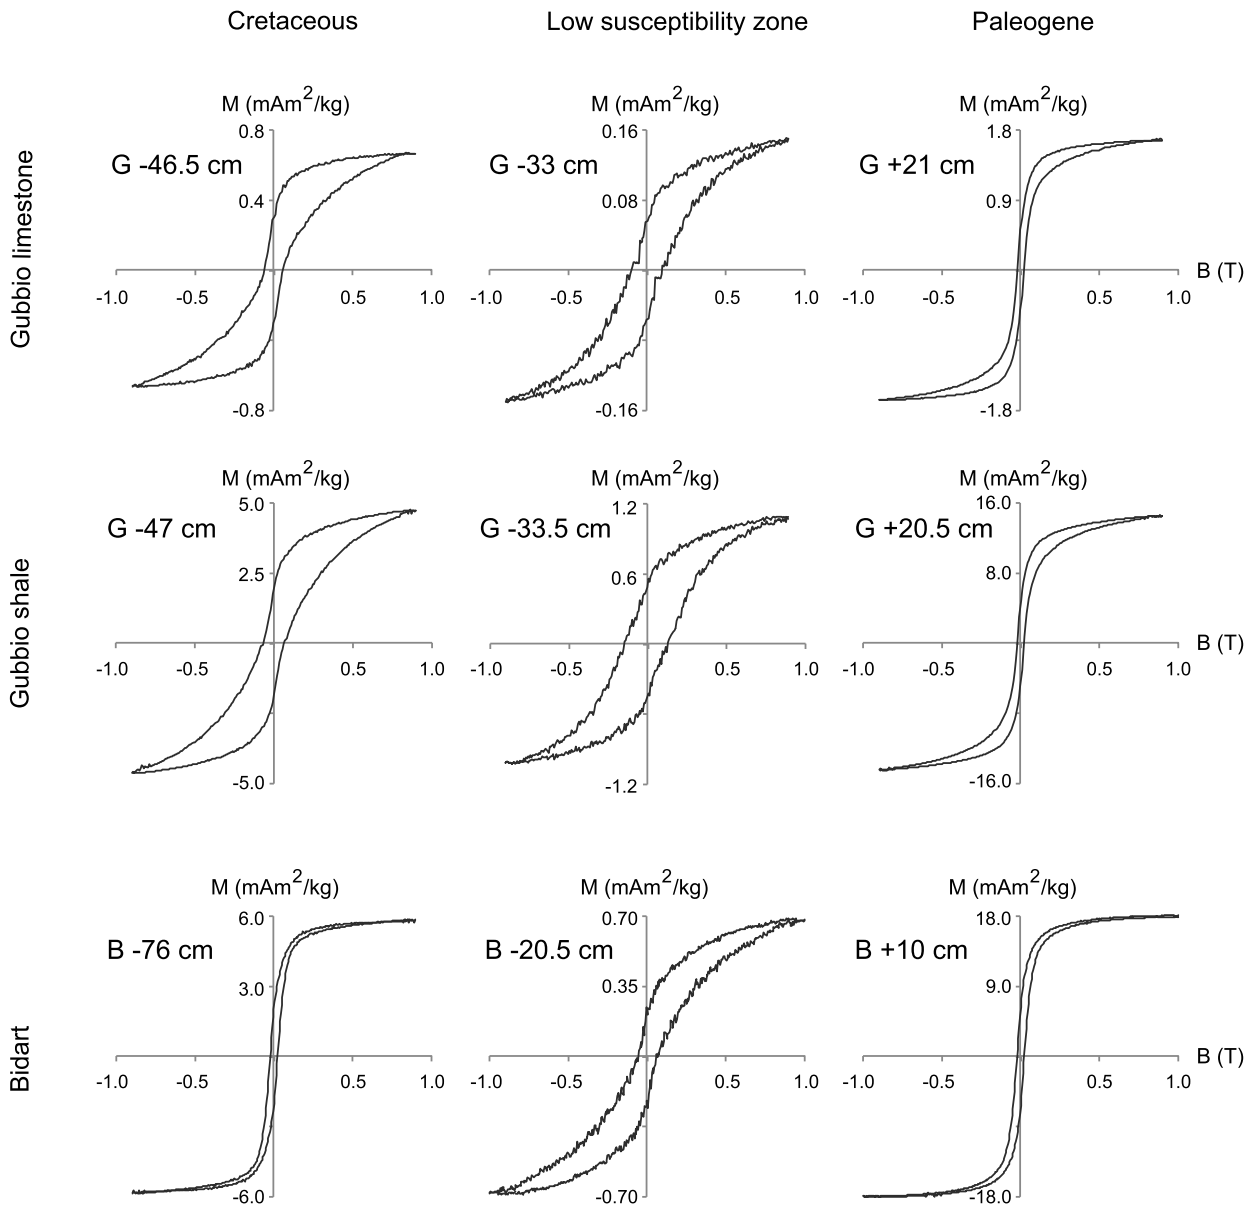 Cretaceous Low susceptibility zone Paleogene
Gubbio limestone
M (mAm2/kg) M (mAm2/kg) M (mAm2/kg)
0.8 0.16 1.8
G -46.5 cm G -33 cm G +21 cm
0.4 0.08 0.9
B (T)
-1.0 -0.5 0.5 1.0 -1.0 -0.5 0.5 1.0 -1.0 -0.5 0.5 1.0
-0.8 -0.16 -1.8
Gubbio shale
M (mAm2/kg) M (mAm2/kg) M (mAm2/kg)
5.0 1.2 16.0
G -47 cm G -33.5 cm G +20.5 cm
2.5 0.6 8.0
B (T)
-1.0 -0.5 0.5 1.0 -1.0 -0.5 0.5 1.0 -1.0 -0.5 0.5 1.0
-5.0 -1.2 -16.0
Bidart
M (mAm2/kg) M (mAm2/kg) M (mAm2/kg)
6.0 0.70 18.0
B -76 cm B -20.5 cm B +10 cm
3.0 0.35 9.0
B (T)
-1.0 -0.5 0.5 1.0 -1.0 -0.5 0.5 1.0 -1.0 -0.5 0.5 1.0
-6.0 -0.70 -18.0